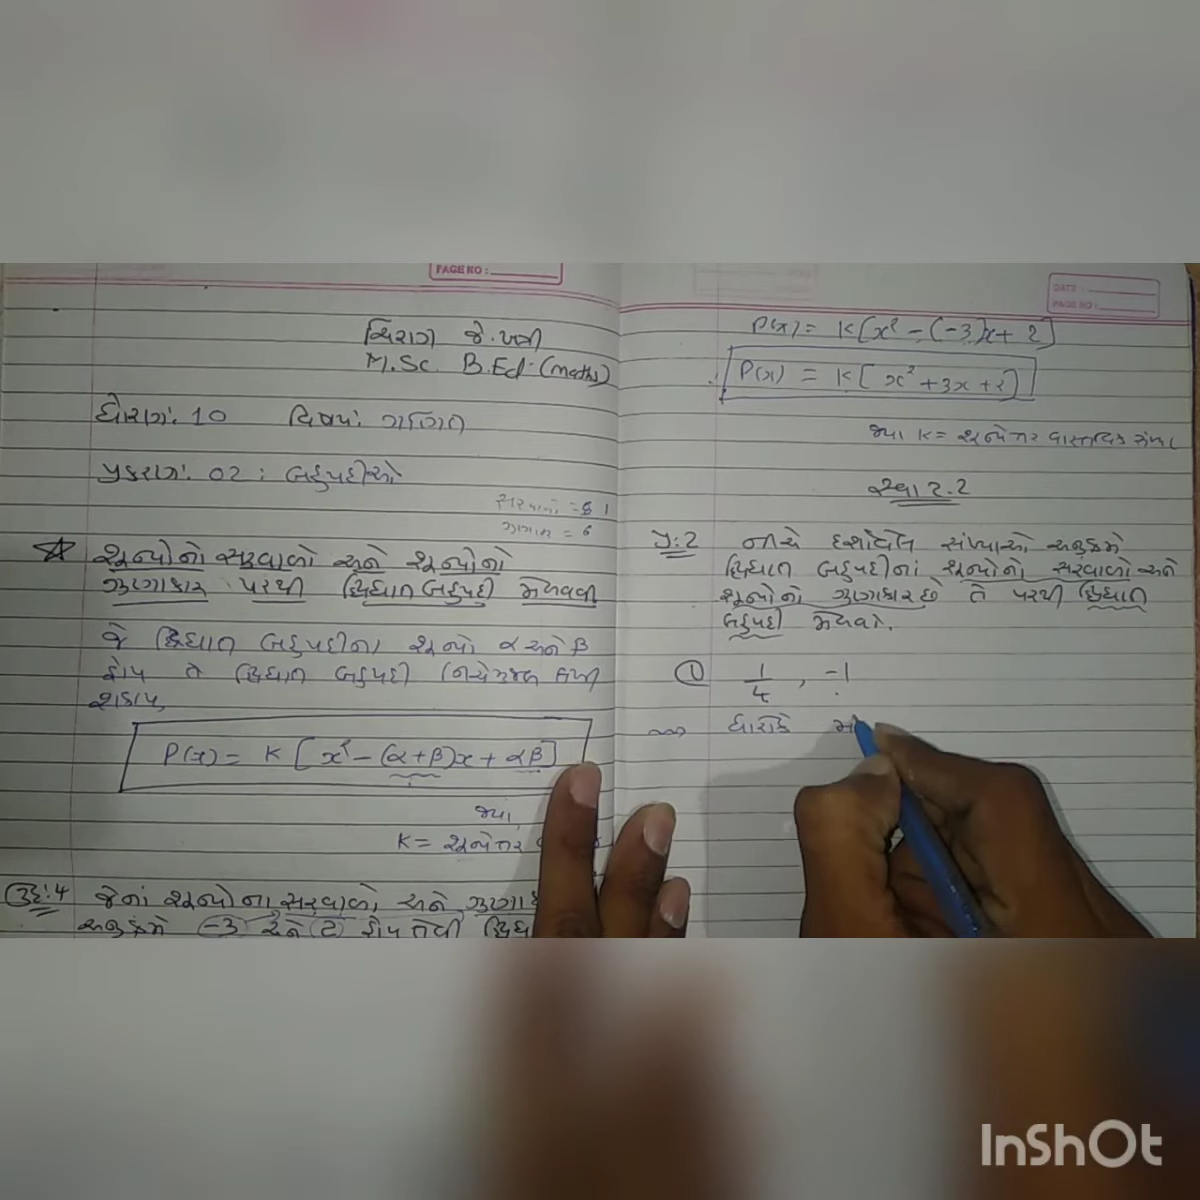 PAGE NO :
ચિરાગ જે. ખત્રી
M.Sc. B.Ed. (maths)
ધોરણ: 10 વિષય: ગણિત
પ્રકરણ: 02 : બહુપદીઓ
સરવાળો =
ગુણાકાર = 6
શૂન્યોનો સરવાળો અને શૂન્યોનો
ગુણાકાર પરથી દ્વિઘાત બહુપદી મેળવવી
જે દ્વિઘાત બહુપદીના શૂન્યો α અને β
હોય તે દ્વિઘાત બહુપદી નીચેમુજબ લખી
શકાય,
P(x) = K [x² - (α + β)x + αβ]
જ્યાં,
K = શૂન્યેત્તર
ઉદા:4 જેનાં શૂન્યોના સરવાળો અને
અનુક્રમે -3 અને 2 હોય તેવી
DATE :
PAGE NO :
P(x) = K[x² - (-3)x + 2]
P(x) = K [x² + 3x + 2]
જ્યાં K = શૂન્યેત્તર વાસ્તવિક સંખ્યા
સ્વા 2.2
પ્ર:2 નીચે દર્શાવેલ સંખ્યાઓ અનુક્રમે
દ્વિઘાત બહુપદીનાં શૂન્યોનો સરવાળો અને
શૂન્યોનો ગુણાકાર છે તે પરથી દ્વિઘાત
બહુપદી મેળવો.
① 1/4 , -1
ધારોકે
InShOt